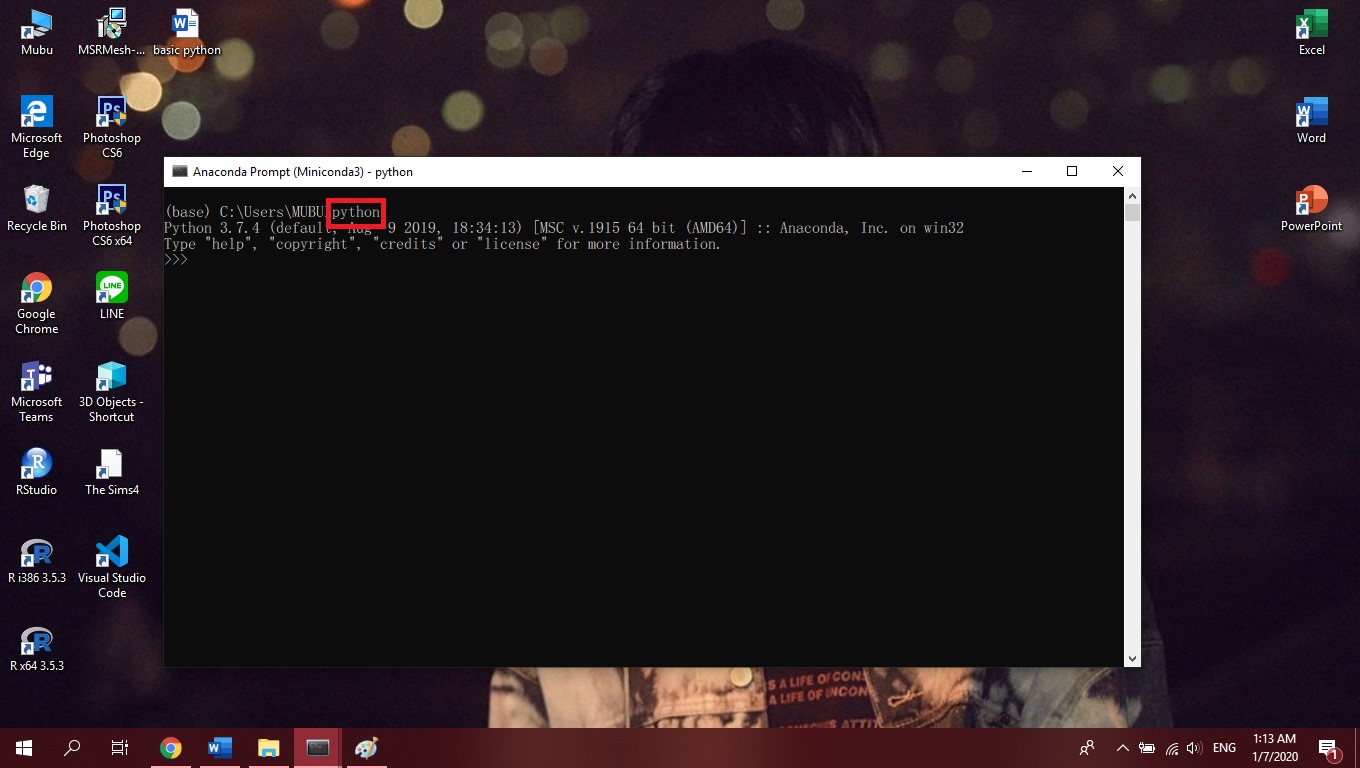 Mubu
MSRMesh-...
basic python
Excel
Microsoft
Edge
Photoshop
CS6
Word
Recycle Bin
Photoshop
CS6 x64
PowerPoint
Google
Chrome
LINE
LINE
Microsoft
Teams
3D Objects -
Shortcut
RStudio
The Sims4
R i386 3.5.3
Visual Studio
Code
R x64 3.5.3
Anaconda Prompt (Miniconda3) - python
(base) C:\Users\MUBU python
Python 3.7.4 (default, Aug 9 2019, 18:34:13) [MSC v.1915 64 bit (AMD64)] :: Anaconda, Inc. on win32
Type "help", "copyright", "credits" or "license" for more information.
>>>
S A LIFE OF CONS
A LIFE OF UNCON
ENG
1:13 AM
1/7/2020
1